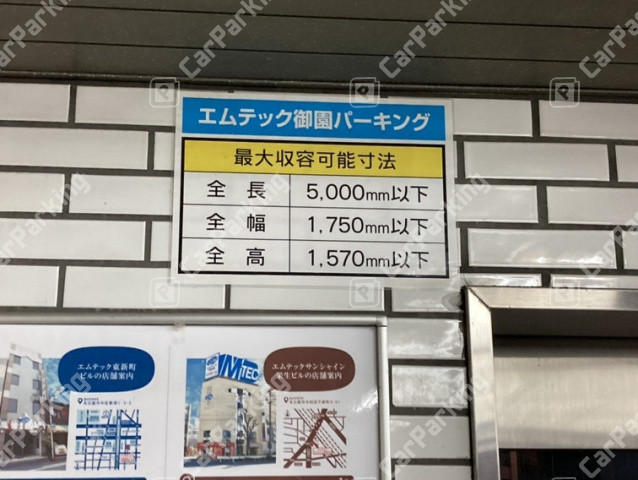 エムテック御園パーキング
最大収容可能寸法
全長 5,000mm以下
全幅 1,750mm以下
全高 1,570mm以下
エムテック東新町
ビルの店舗案内
エムテックサンシャイン
栄生ビルの店舗案内
MTEC
CarParking